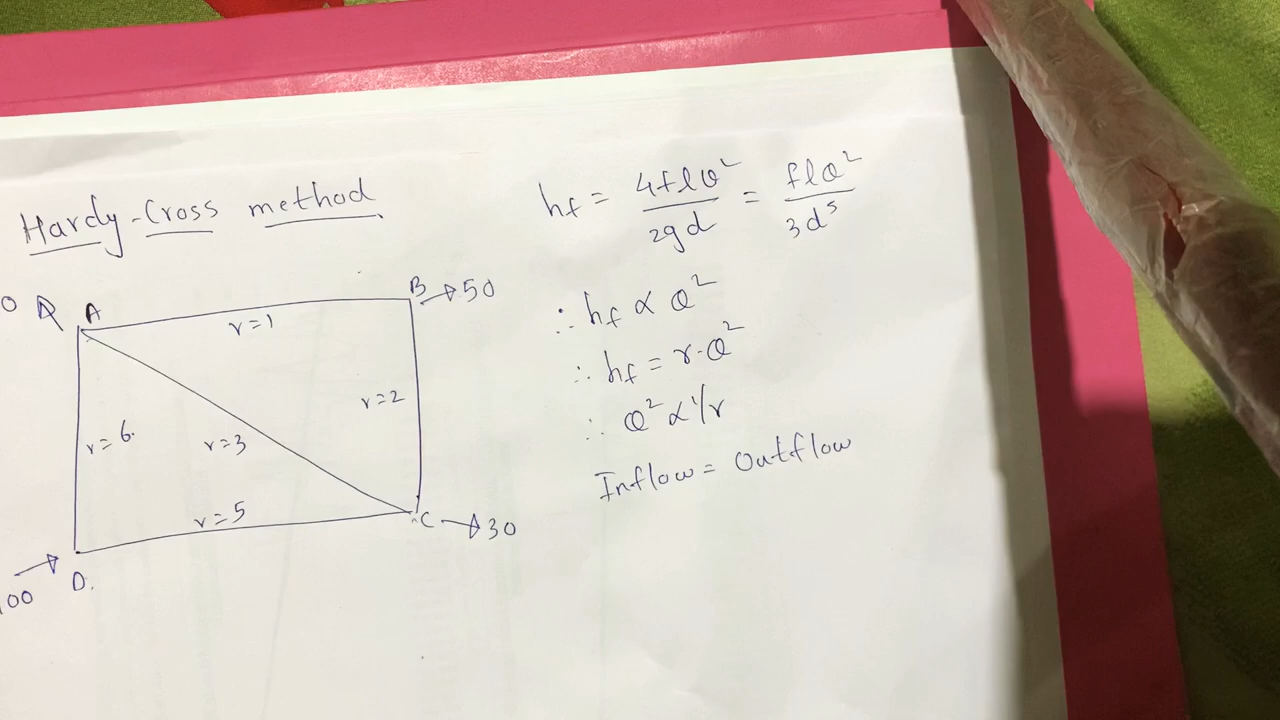 Hardy-Cross method
hf = 4flQ² / 2gd = flQ² / 3d⁵
∴ hf ∝ Q²
∴ hf = r·Q²
∴ Q² ∝ 1/r
Inflow = Outflow
0
A
B → 50
r=1
r=2
r=6
r=3
r=5
C → 30
D.
00